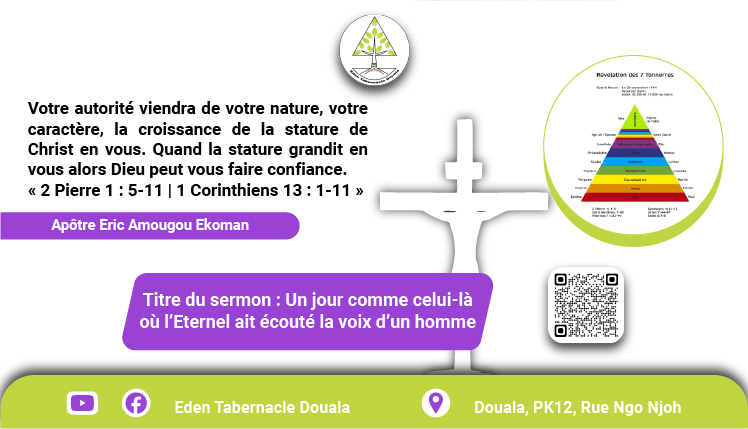 Eden Tabernacle Douala
Votre autorité viendra de votre nature, votre
caractère, la croissance de la stature de
Christ en vous. Quand la stature grandit en
vous alors Dieu peut vous faire confiance.
« 2 Pierre 1 : 5-11 | 1 Corinthiens 13 : 1-11 »
Apôtre Eric Amougou Ekoman
Révélation des 7 Tonnerres
Titre du sermon : Un jour comme celui-là
où l’Eternel ait écouté la voix d’un homme
Eden Tabernacle Douala
Douala, PK12, Rue Ngo Njoh